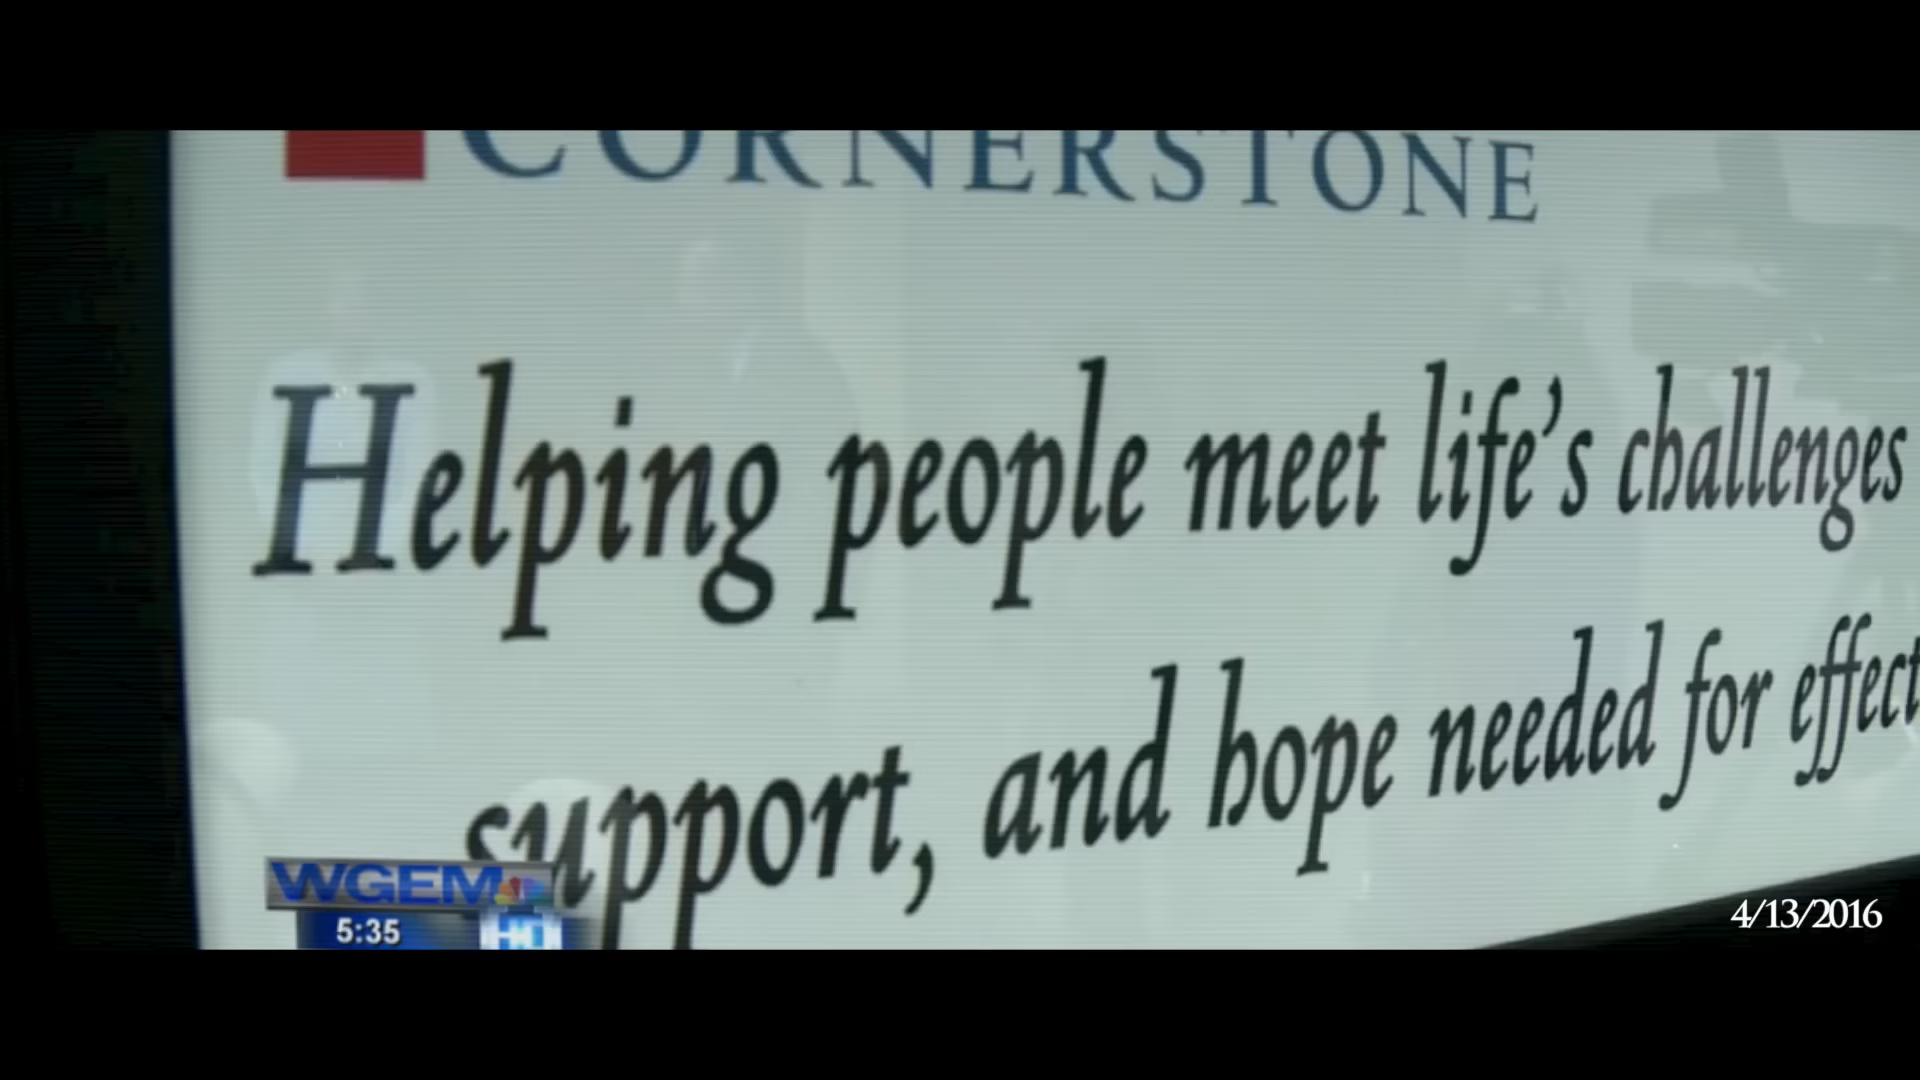 CORNERSTONE
Helping people meet life's challenges
support, and hope needed for
WGEM
5:35
HD
4/13/2016